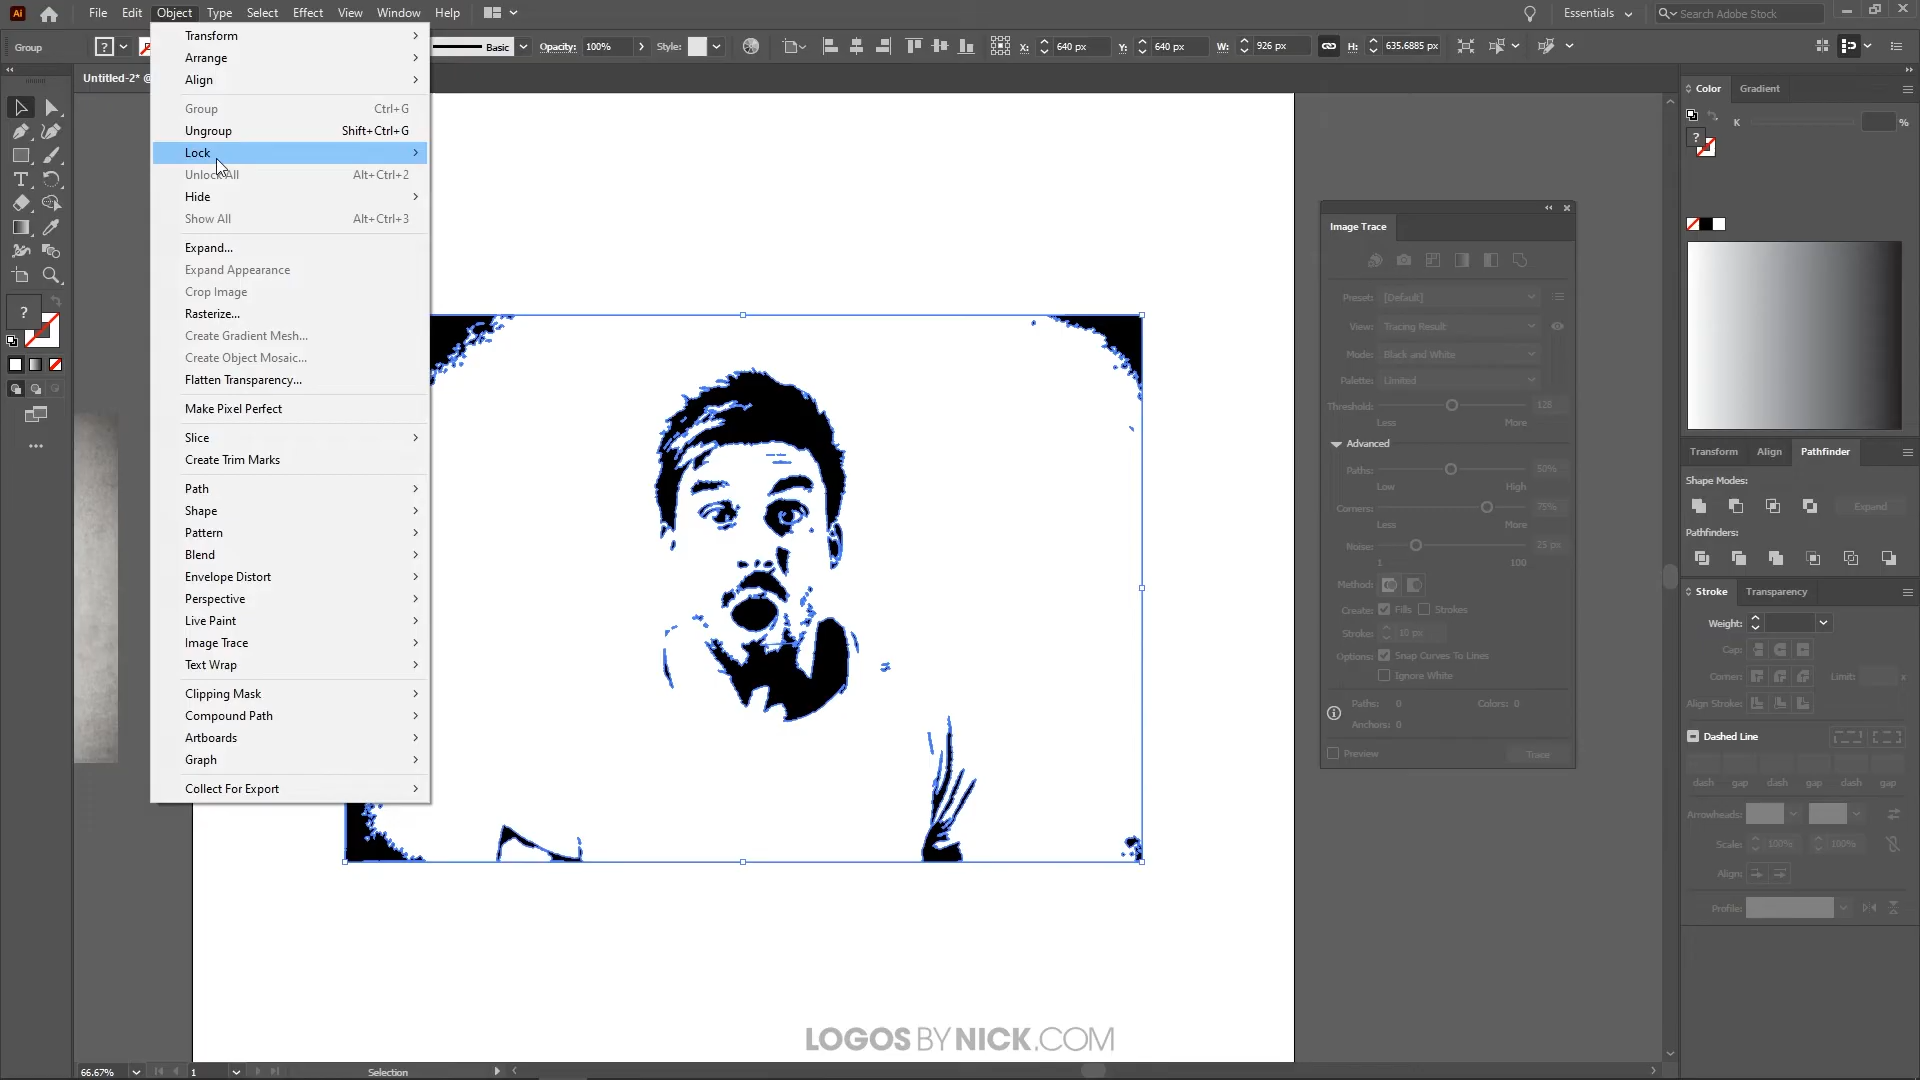 Ai File Edit Object Type Select Effect View Window Help Essentials Search Adobe Stock
Group ? Basic Opacity: 100% Style: X: 640 px Y: 640 px W: 926 px H: 635.6885 px
Untitled-2* @
Transform
Arrange
Align
Group Ctrl+G
Ungroup Shift+Ctrl+G
Lock
Unlock All Alt+Ctrl+2
Hide
Show All Alt+Ctrl+3
Expand...
Expand Appearance
Crop Image
Rasterize...
Create Gradient Mesh...
Create Object Mosaic...
Flatten Transparency...
Make Pixel Perfect
Slice
Create Trim Marks
Path
Shape
Pattern
Blend
Envelope Distort
Perspective
Live Paint
Image Trace
Text Wrap
Clipping Mask
Compound Path
Artboards
Graph
Collect For Export
?
Image Trace
Preset: [Default]
View: Tracing Result
Mode: Black and White
Palette: Limited
Threshold: 128
Less More
Advanced
Paths: 50%
Low High
Corners: 75%
Less More
Noise: 25 px
1 100
Method:
Create: Fills Strokes
Stroke: 10 px
Options: Snap Curves To Lines
Ignore White
Paths: 0 Colors: 0
Anchors: 0
Preview Trace
Color Gradient
K %
?
Transform Align Pathfinder
Shape Modes:
Expand
Pathfinders:
Stroke Transparency
Weight:
Cap:
Corner: Limit: x
Align Stroke:
Dashed Line
dash gap dash gap dash gap
Arrowheads:
Scale: 100% 100%
Align:
Profile:
LOGOS BY NICK.COM
66.67% 1 Selection